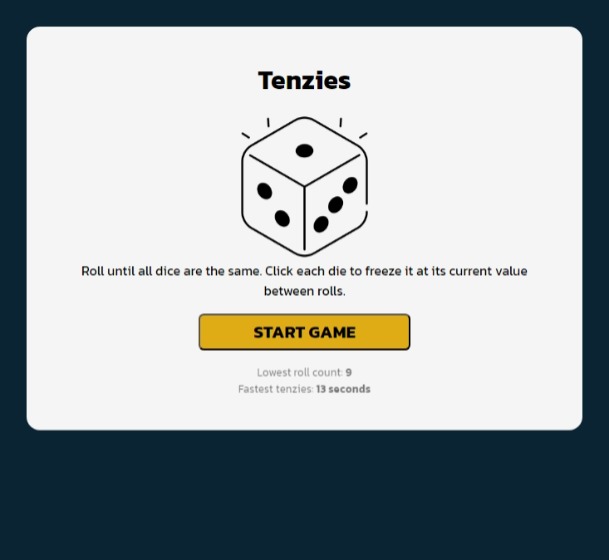 Tenzies
Roll until all dice are the same. Click each die to freeze it at its current value
between rolls.
START GAME
Lowest roll count: 9
Fastest tenzies: 13 seconds